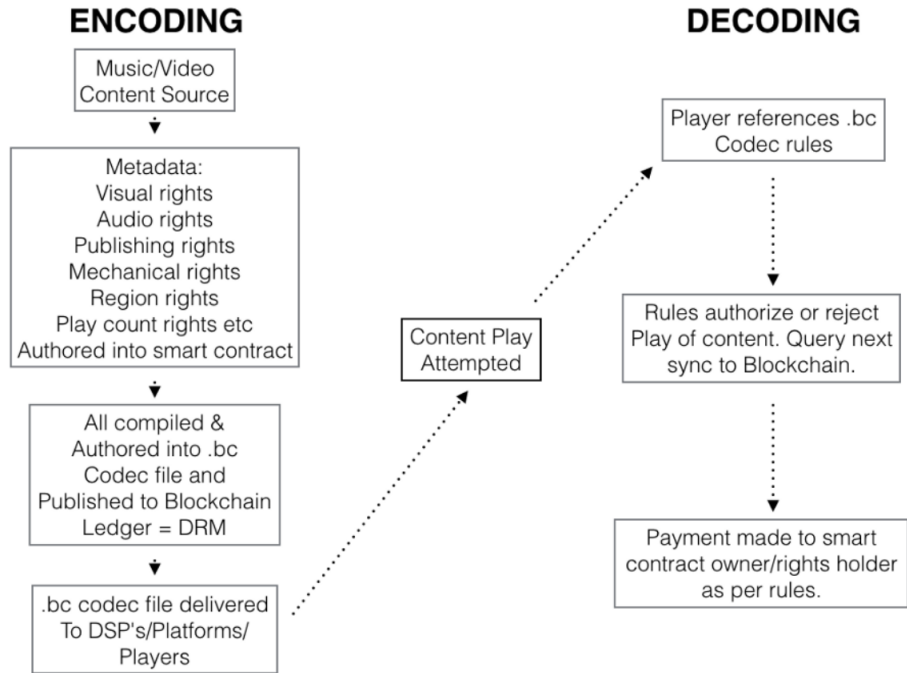 ENCODING
Music/Video
Content Source
Metadata:
Visual rights
Audio rights
Publishing rights
Mechanical rights
Region rights
Play count rights etc
Authored into smart contract
All compiled &
Authored into .bc
Codec file and
Published to Blockchain
Ledger = DRM
.bc codec file delivered
To DSP's/Platforms/
Players
Content Play
Attempted
DECODING
Player references .bc
Codec rules
Rules authorize or reject
Play of content. Query next
sync to Blockchain.
Payment made to smart
contract owner/rights holder
as per rules.